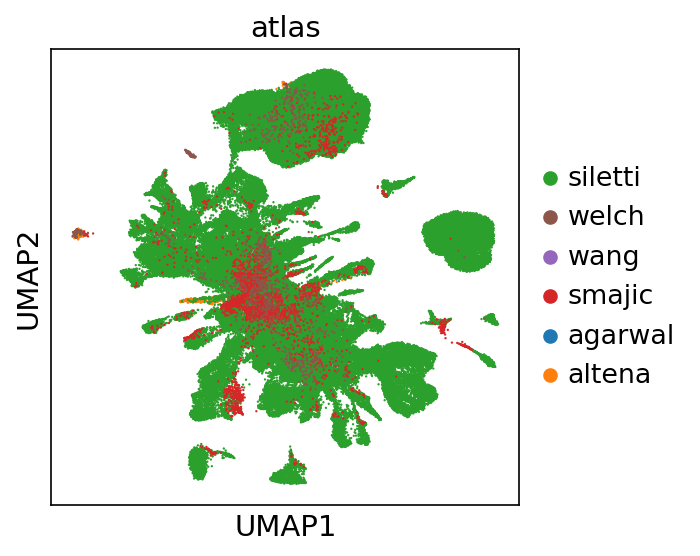 atlas
siletti
welch
wang
smajic
agarwal
altena
UMAP2
UMAP1